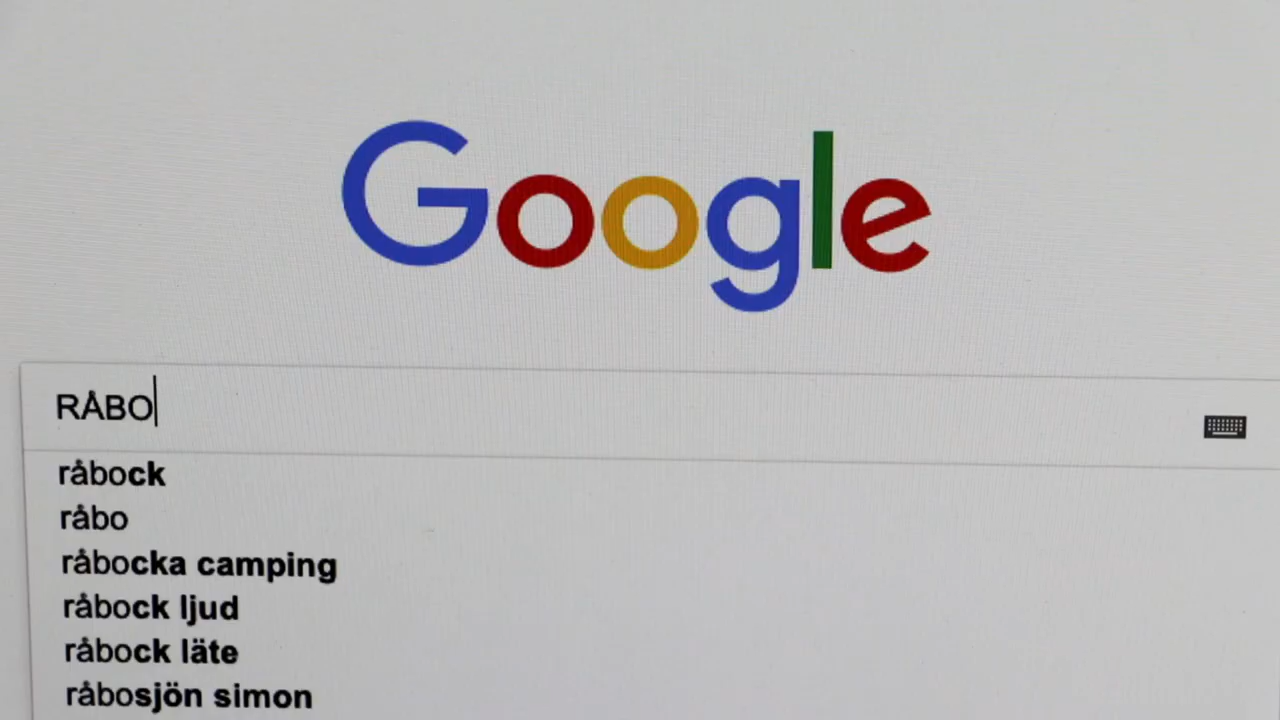 Google
RÅBO
råbock
råbo
råbocka camping
råbock ljud
råbock läte
råbosjön simon